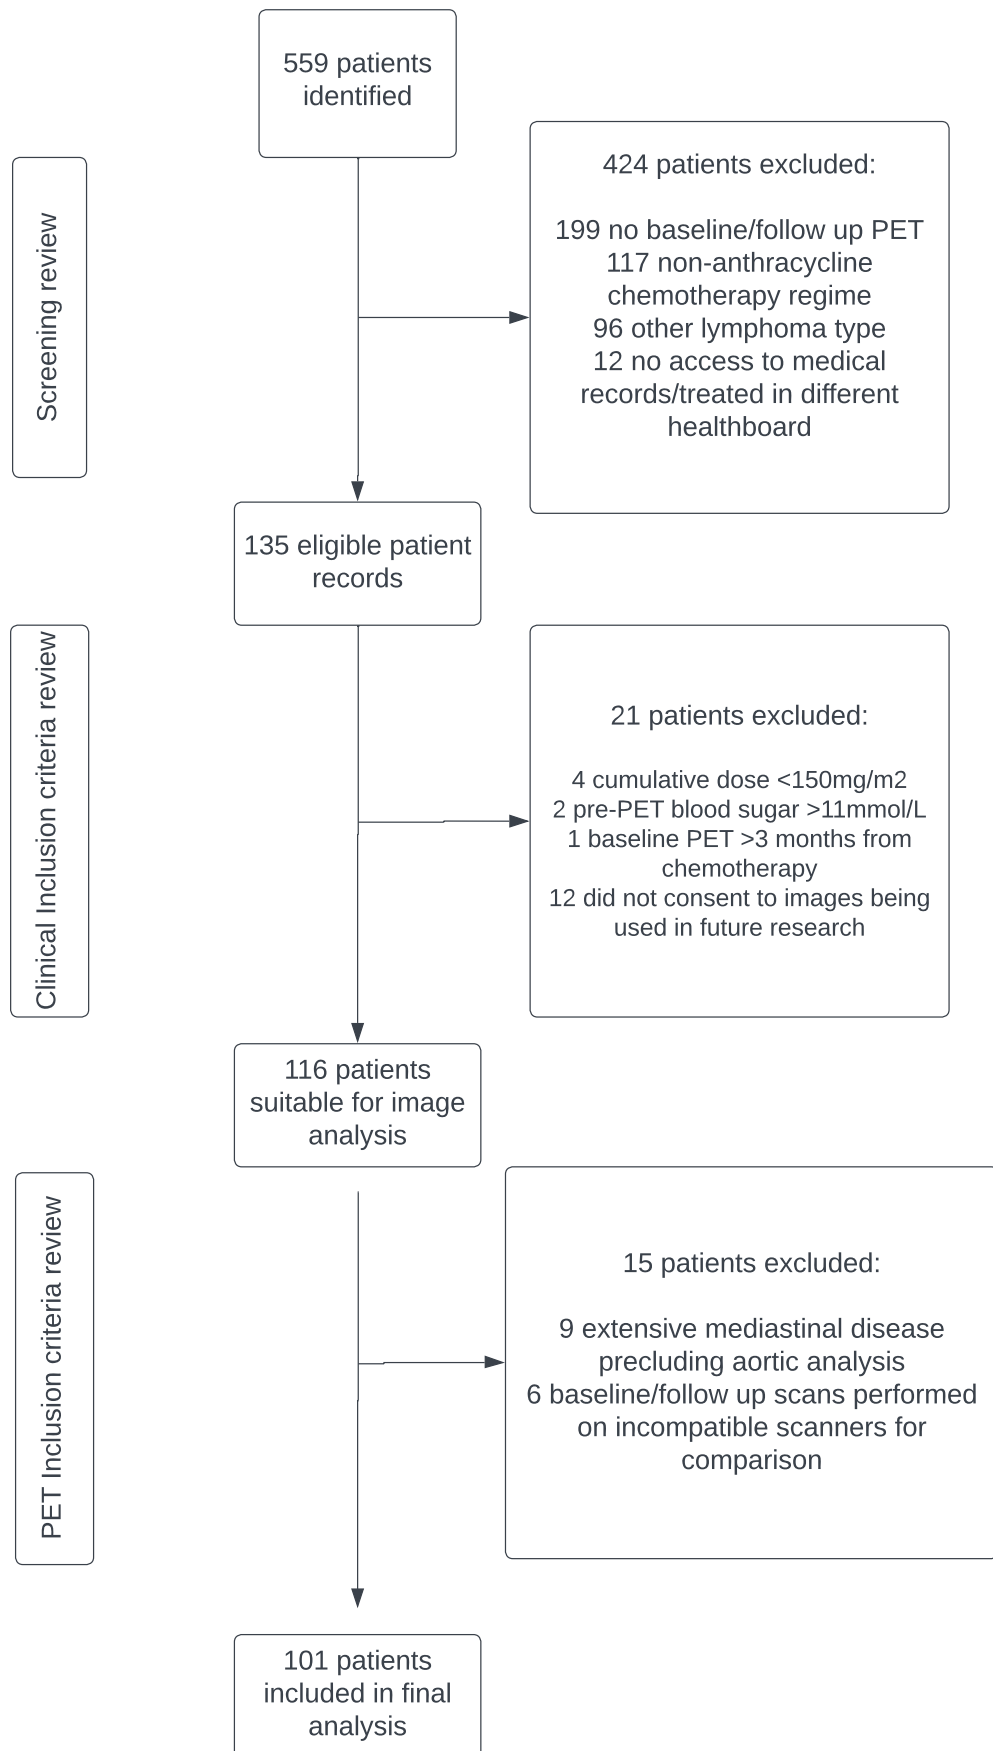 559 patients
identified
Screening review
424 patients excluded:
199 no baseline/follow up PET
117 non-anthracycline
chemotherapy regime
96 other lymphoma type
12 no access to medical
records/treated in different
healthboard
135 eligible patient
records
Clinical Inclusion criteria review
21 patients excluded:
4 cumulative dose <150mg/m2
2 pre-PET blood sugar >11mmol/L
1 baseline PET >3 months from
chemotherapy
12 did not consent to images being
used in future research
116 patients
suitable for image
analysis
PET Inclusion criteria review
15 patients excluded:
9 extensive mediastinal disease
precluding aortic analysis
6 baseline/follow up scans performed
on incompatible scanners for
comparison
101 patients
included in final
analysis